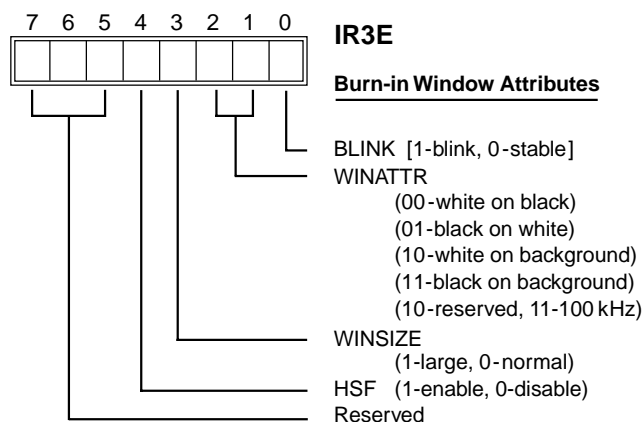 7 6 5 4 3 2 1 0
IR3E
Burn-in Window Attributes
BLINK [1-blink, 0-stable]
WINATTR
(00-white on black)
(01-black on white)
(10-white on background)
(11-black on background)
(10-reserved, 11-100 kHz)
WINSIZE
(1-large, 0-normal)
HSF (1-enable, 0-disable)
Reserved